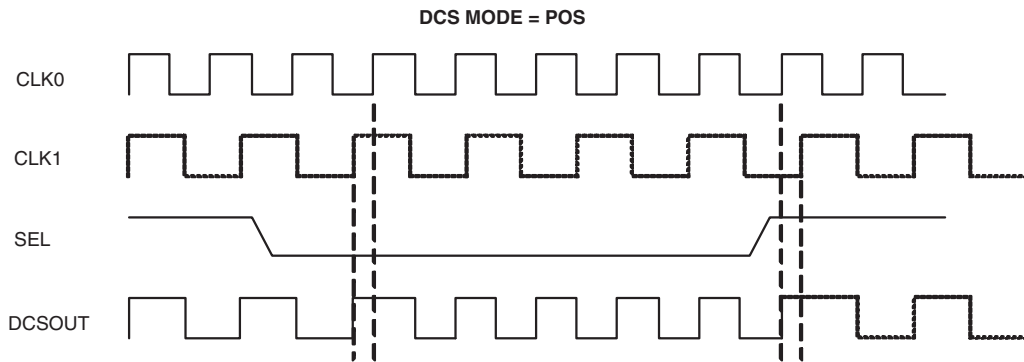 DCS MODE = POS
CLK0
CLK1
SEL
DCSOUT